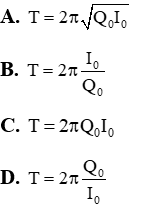 A. T = 2π√Q₀I₀
B. T = 2π I₀/Q₀
C. T = 2πQ₀I₀
D. T = 2π Q₀/I₀